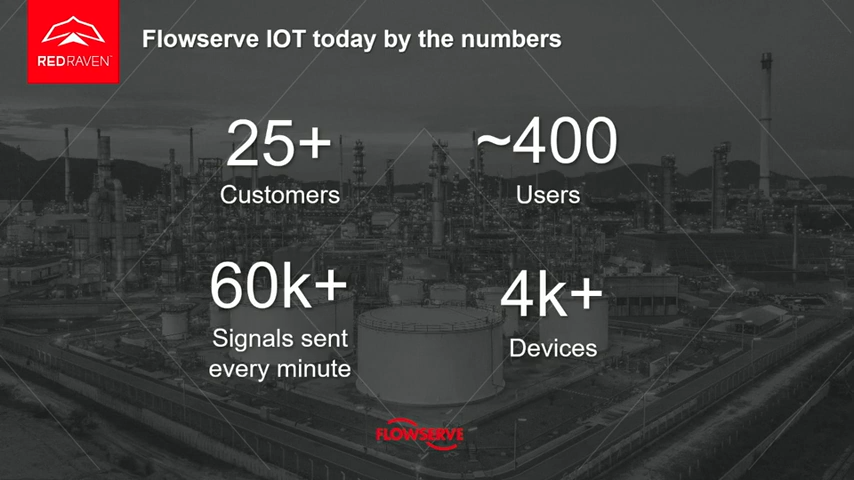 REDRAVEN
Flowserve IOT today by the numbers
25+
Customers
~400
Users
60k+
Signals sent
every minute
4k+
Devices
FLOWSERVE